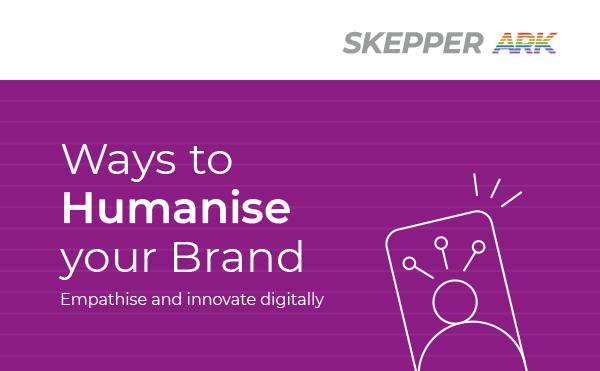 SKEPPER ARK
Ways to
Humanise
your Brand
Empathise and innovate digitally